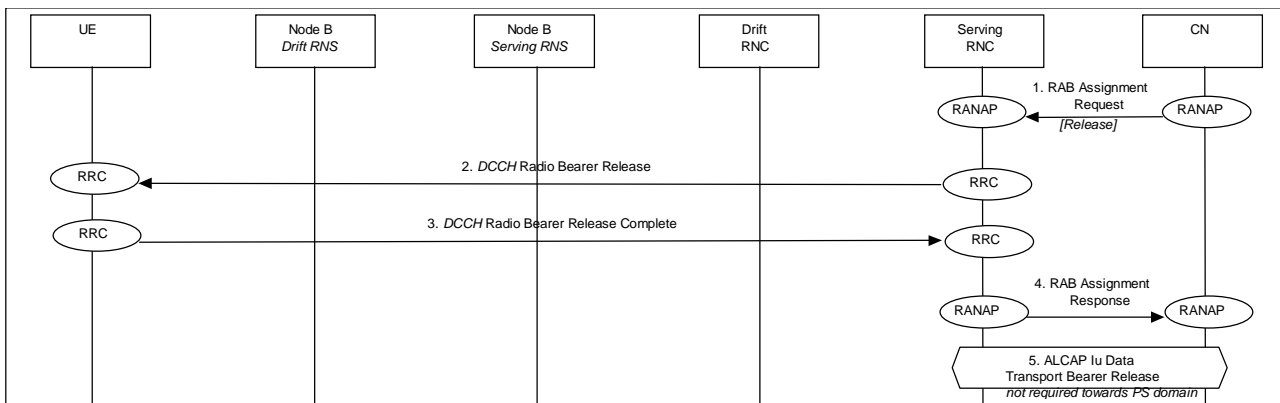 UE
Node B
Drift RNS
Node B
Serving RNS
Drift
RNC
Serving
RNC
CN
1. RAB Assignment
Request
[Release]
RANAP
RANAP
2. DCCH Radio Bearer Release
RRC
RRC
3. DCCH Radio Bearer Release Complete
RRC
RRC
4. RAB Assignment
Response
RANAP
RANAP
5. ALCAP Iu Data
Transport Bearer Release
not required towards PS domain